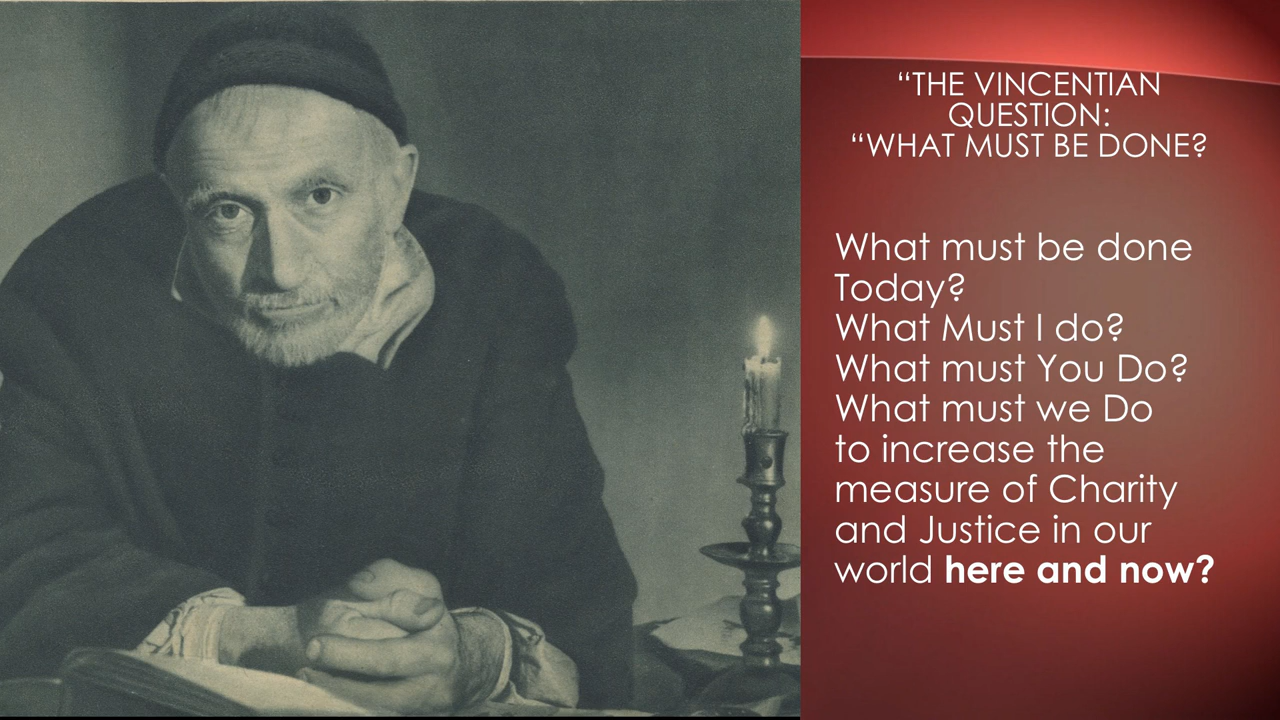 “THE VINCENTIAN
QUESTION:
“WHAT MUST BE DONE?
What must be done
Today?
What Must I do?
What must You Do?
What must we Do
to increase the
measure of Charity
and Justice in our
world here and now?